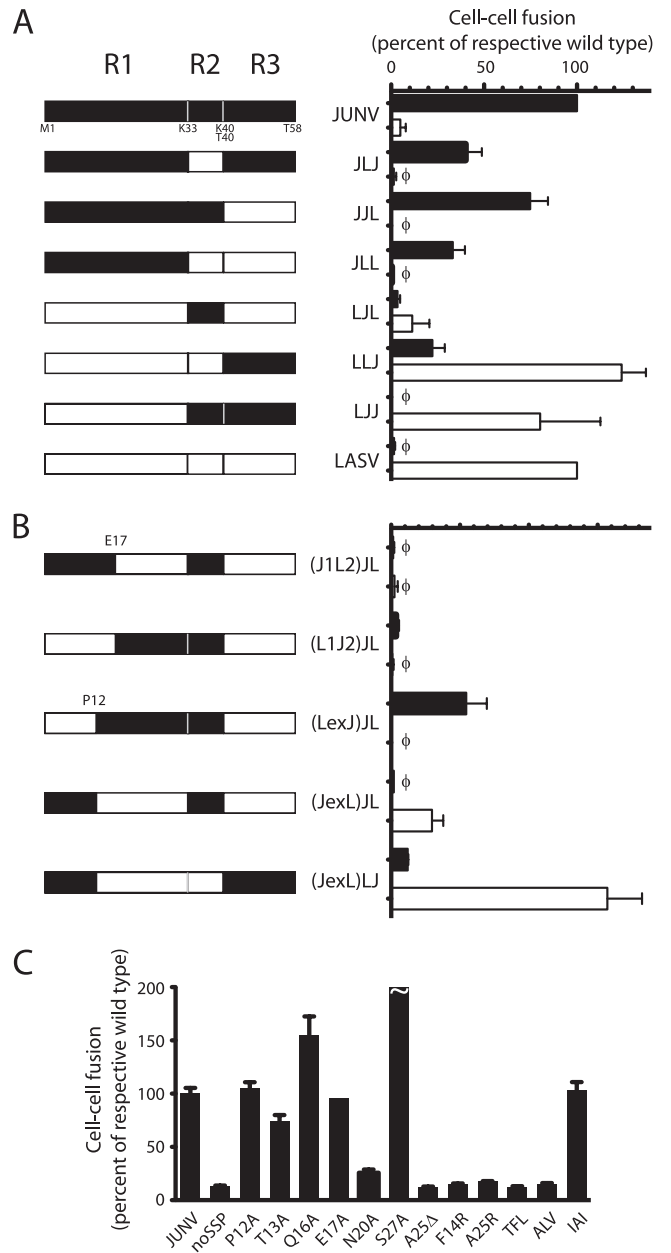 A
Cell-cell fusion
(percent of respective wild type)
R1 R2 R3
0 50 100
M1 K33 K40 T58
T40
JUNV
JLJ
ϕ
JJL
ϕ
JLL
ϕ
LJL
LLJ
LJJ
ϕ
LASV
ϕ
B
E17
(J1L2)JL
ϕ
ϕ
(L1J2)JL
ϕ
P12
(LexJ)JL
ϕ
(JexL)JL
ϕ
(JexL)LJ
C
Cell-cell fusion
(percent of respective wild type)
200
150
100
50
0
~
JUNV noSSP P12A T13A Q16A E17A N20A S27A A25Δ F14R A25R TFL ALV IAI